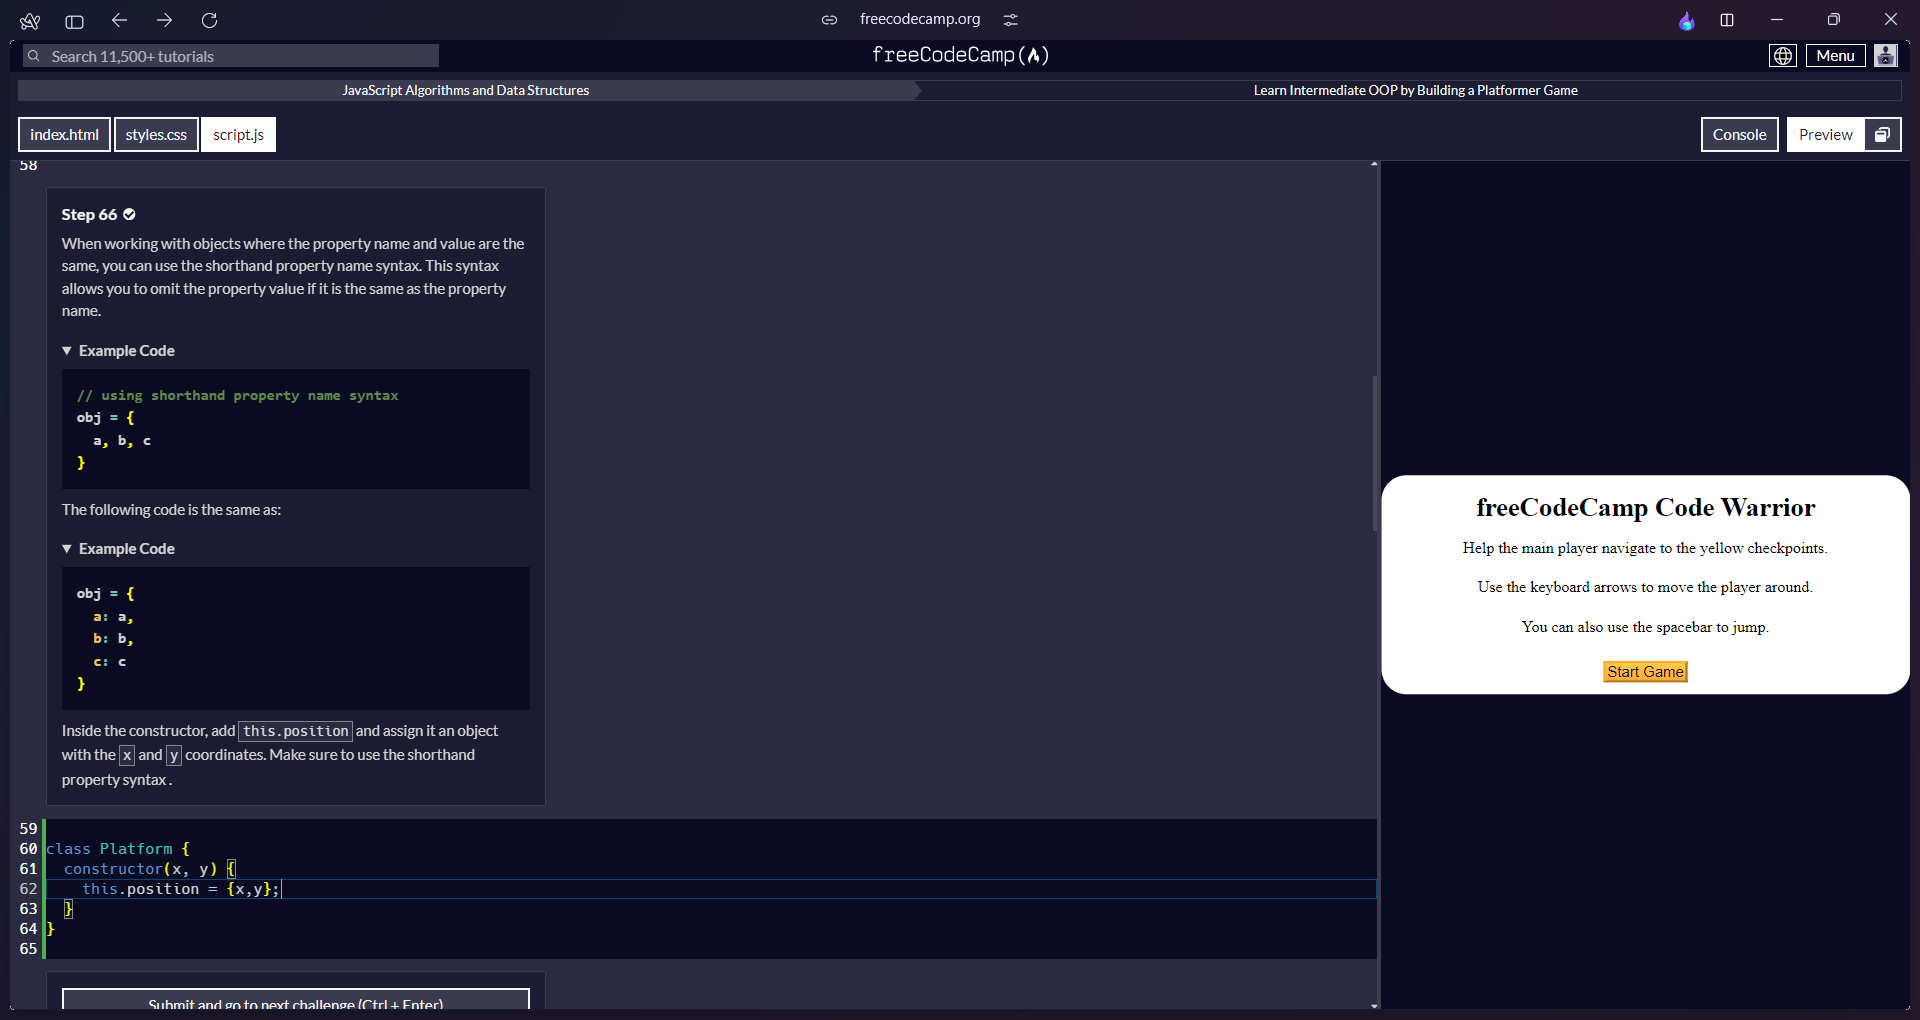 freecodecamp.org
Search 11,500+ tutorials
freeCodeCamp
Menu
JavaScript Algorithms and Data Structures
Learn Intermediate OOP by Building a Platformer Game
index.html
styles.css
script.js
Console
Preview
58
Step 66
When working with objects where the property name and value are the
same, you can use the shorthand property name syntax. This syntax
allows you to omit the property value if it is the same as the property
name.
Example Code
// using shorthand property name syntax
obj = {
a, b, c
}
The following code is the same as:
Example Code
obj = {
a: a,
b: b,
c: c
}
Inside the constructor, add this.position and assign it an object
with the x and y coordinates. Make sure to use the shorthand
property syntax .
59
60 class Platform {
61 constructor(x, y) {
62 this.position = {x,y};
63 }
64 }
65
Submit and go to next challenge (Ctrl + Enter)
freeCodeCamp Code Warrior
Help the main player navigate to the yellow checkpoints.
Use the keyboard arrows to move the player around.
You can also use the spacebar to jump.
Start Game